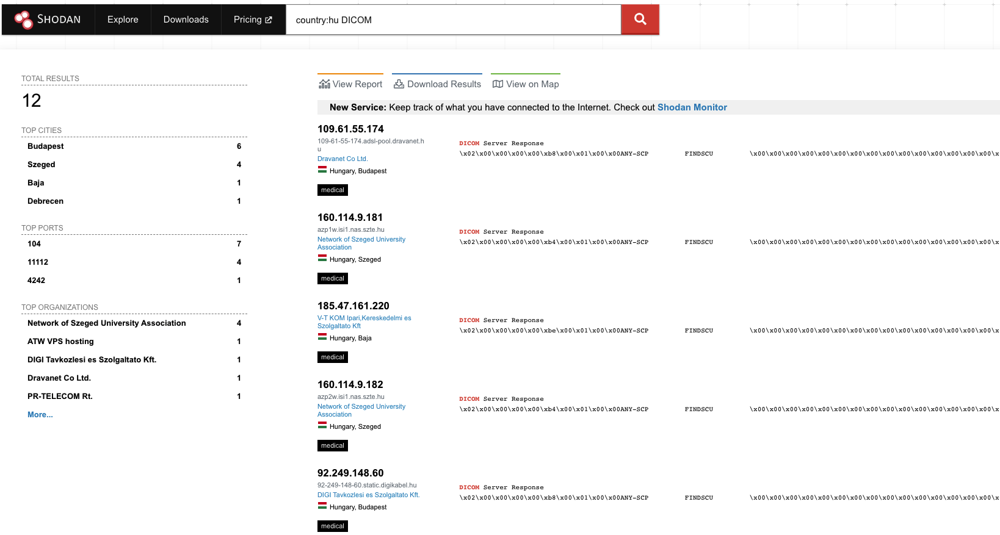 SHODAN Explore Downloads Pricing country:hu DICOM
TOTAL RESULTS
12
TOP CITIES
Budapest 6
Szeged 4
Baja 1
Debrecen 1
TOP PORTS
104 7
11112 4
4242 1
TOP ORGANIZATIONS
Network of Szeged University Association 4
ATW VPS hosting 1
DIGI Tavkozlesi es Szolgaltato Kft. 1
Dravanet Co Ltd. 1
PR-TELECOM Rt. 1
More...
View Report Download Results View on Map
New Service: Keep track of what you have connected to the Internet. Check out Shodan Monitor
109.61.55.174
109-61-55-174.adsl-pool.dravanet.h
u
Dravanet Co Ltd.
Hungary, Budapest
medical
DICOM Server Response
\x02\x00\x00\x00\x00\xb8\x00\x01\x00\x00ANY-SCP FINDSCU \x00\x00\x00\x00\x00\x00\x00\x00\x00\x00\x00\x00\x00\x00\x00\x
160.114.9.181
azp1w.isi1.nas.szte.hu
Network of Szeged University
Association
Hungary, Szeged
medical
DICOM Server Response
\x02\x00\x00\x00\x00\xb4\x00\x01\x00\x00ANY-SCP FINDSCU \x00\x00\x00\x00\x00\x00\x00\x00\x00\x00\x00\x00\x00\x00\x00\x
185.47.161.220
V-T KOM Ipari,Kereskedelmi es
Szolgaltato Kft
Hungary, Baja
medical
DICOM Server Response
\x02\x00\x00\x00\x00\xbe\x00\x01\x00\x00ANY-SCP FINDSCU \x00\x00\x00\x00\x00\x00\x00\x00\x00\x00\x00\x00\x00\x00\x00\x
160.114.9.182
azp2w.isi1.nas.szte.hu
Network of Szeged University
Association
Hungary, Szeged
medical
DICOM Server Response
\x02\x00\x00\x00\x00\xb4\x00\x01\x00\x00ANY-SCP FINDSCU \x00\x00\x00\x00\x00\x00\x00\x00\x00\x00\x00\x00\x00\x00\x00\x
92.249.148.60
92-249-148-60.static.digikabel.hu
DIGI Tavkozlesi es Szolgaltato Kft.
Hungary, Budapest
medical
DICOM Server Response
\x02\x00\x00\x00\x00\xb8\x00\x01\x00\x00ANY-SCP FINDSCU \x00\x00\x00\x00\x00\x00\x00\x00\x00\x00\x00\x00\x00\x00\x00\x